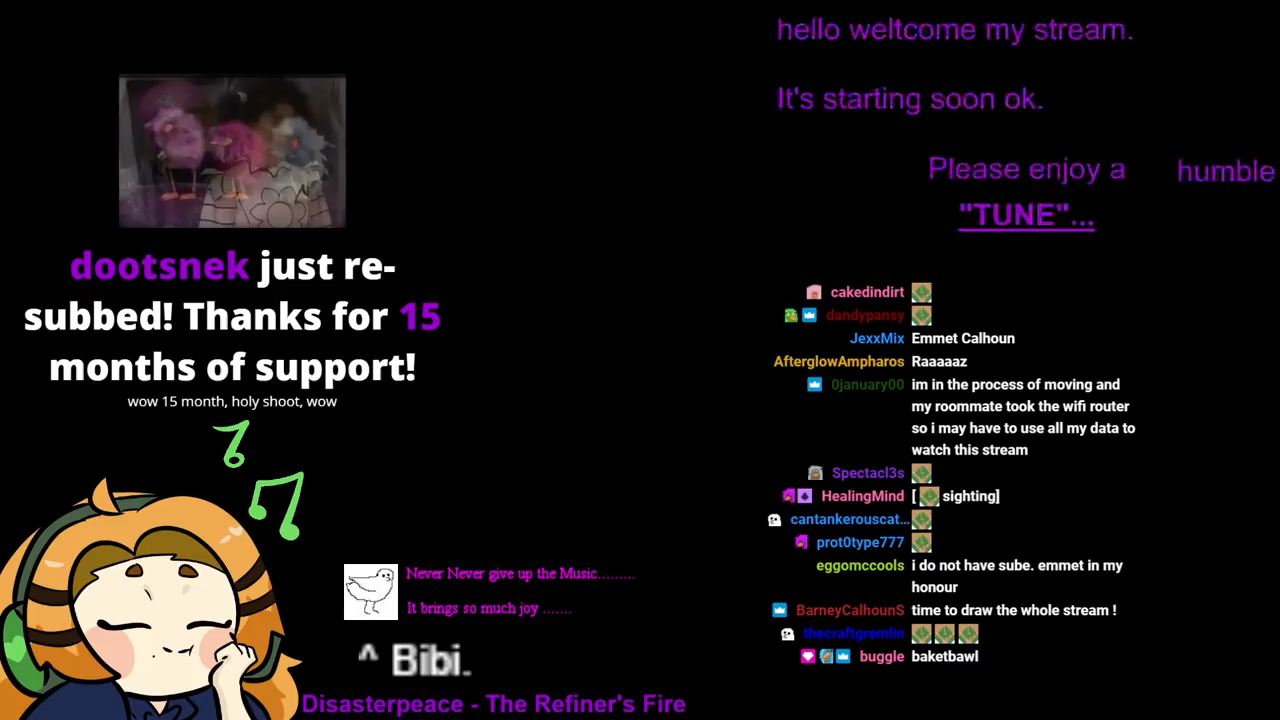 hello weltcome my stream.
It's starting soon ok.
Please enjoy a humble
"TUNE"...
dootsnek just re-
subbed! Thanks for 15
months of support!
wow 15 month, holy shoot, wow
cakedindirt
dandypansy
JexxMix Emmet Calhoun
AfterglowAmpharos Raaaaaz
0january00 im in the process of moving and
my roommate took the wifi router
so i may have to use all my data to
watch this stream
Spectacl3s
HealingMind [ sighting]
cantankerouscat...
prot0type777
eggomccools i do not have sube. emmet in my
honour
BarneyCalhounS time to draw the whole stream !
thecraftgremlin
buggle baketbawl
Never Never give up the Music.........
It brings so much joy .......
^ Bibi.
Disasterpeace - The Refiner's Fire